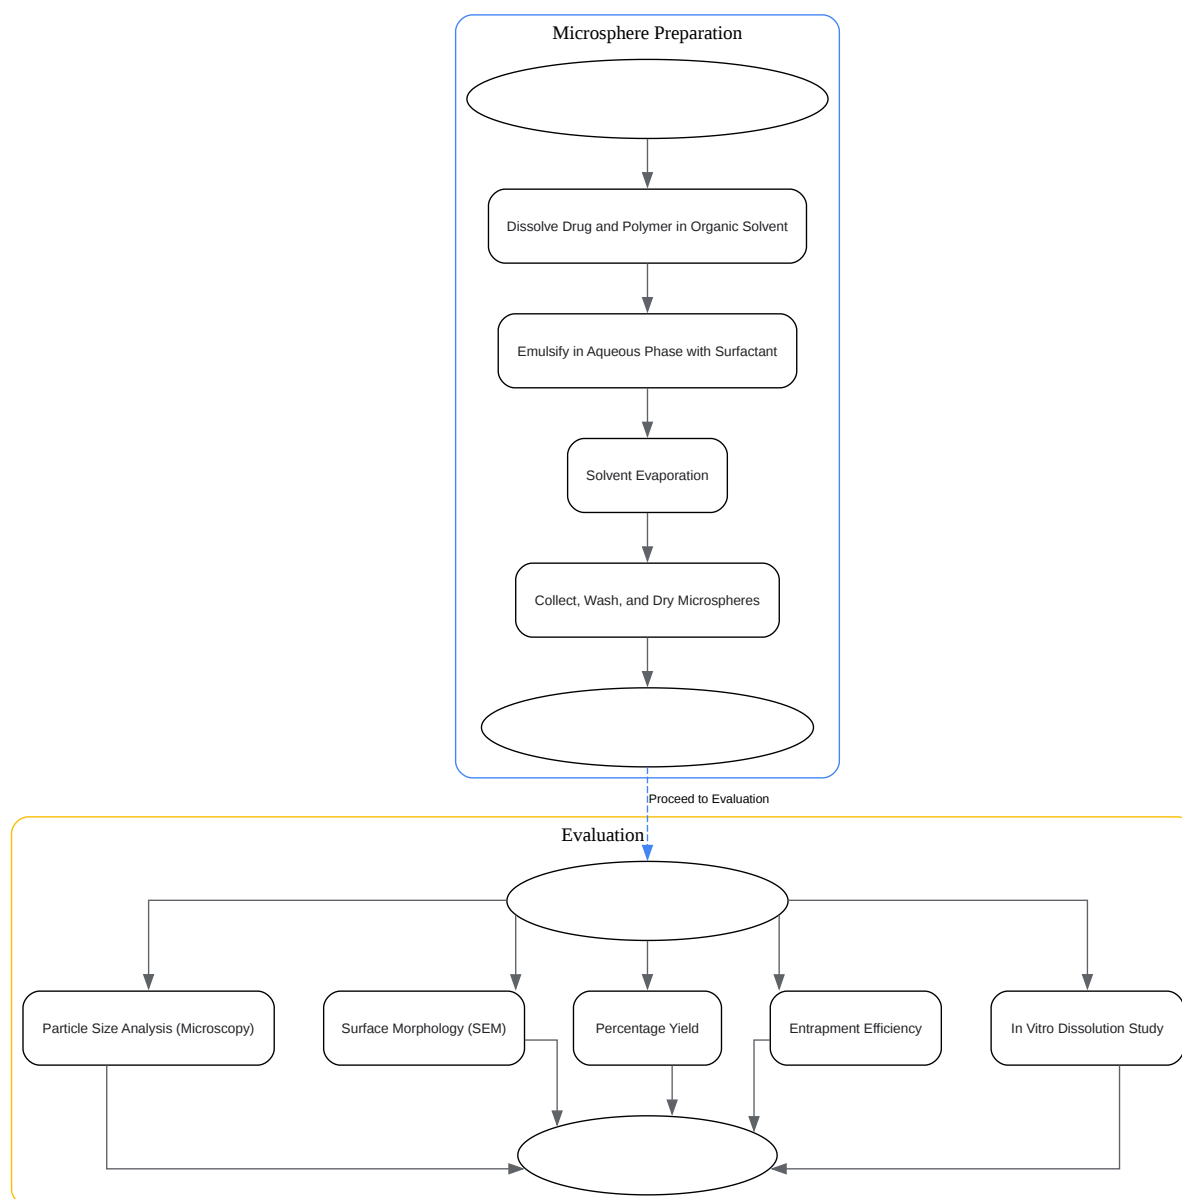 Microsphere Preparation
Dissolve Drug and Polymer in Organic Solvent
Emulsify in Aqueous Phase with Surfactant
Solvent Evaporation
Collect, Wash, and Dry Microspheres
Proceed to Evaluation
Evaluation
Particle Size Analysis (Microscopy)
Surface Morphology (SEM)
Percentage Yield
Entrapment Efficiency
In Vitro Dissolution Study